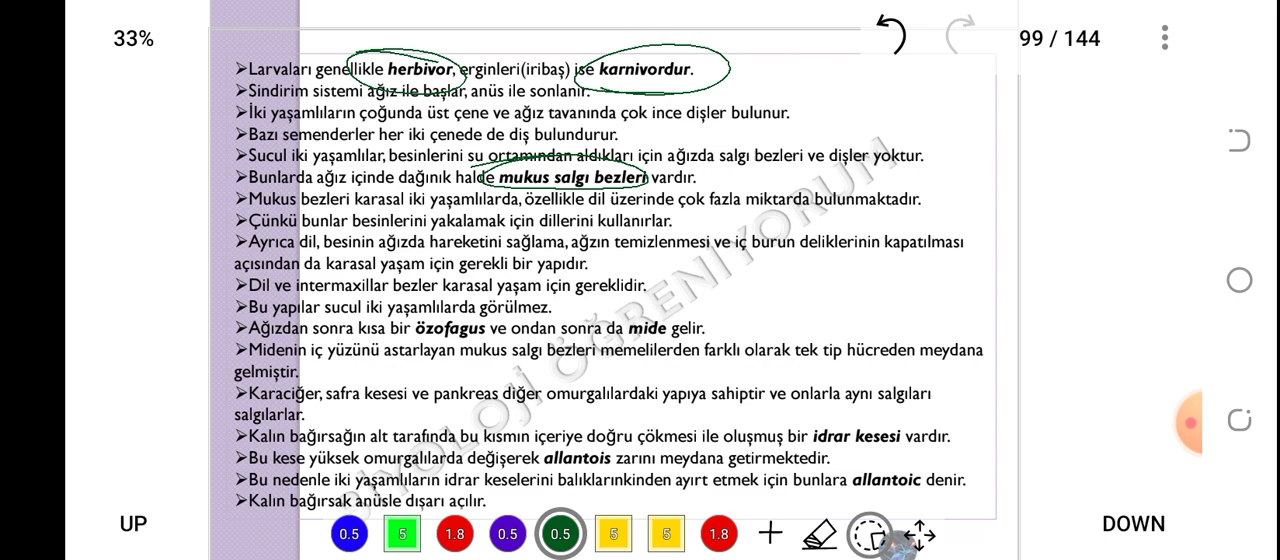 33%
99 / 144
➢Larvaları genellikle herbivor, erginleri(iribaş) ise karnivordur.
➢Sindirim sistemi ağız ile başlar, anüs ile sonlanır.
➢İki yaşamlıların çoğunda üst çene ve ağız tavanında çok ince dişler bulunur.
➢Bazı semenderler her iki çenede de diş bulundurur.
➢Sucul iki yaşamlılar, besinlerini su ortamından aldıkları için ağızda salgı bezleri ve dişler yoktur.
➢Bunlarda ağız içinde dağınık halde mukus salgı bezleri vardır.
➢Mukus bezleri karasal iki yaşamlılarda, özellikle dil üzerinde çok fazla miktarda bulunmaktadır.
➢Çünkü bunlar besinlerini yakalamak için dillerini kullanırlar.
➢Ayrıca dil, besinin ağızda hareketini sağlama, ağzın temizlenmesi ve iç burun deliklerinin kapatılması
açısından da karasal yaşam için gerekli bir yapıdır.
➢Dil ve intermaxillar bezler karasal yaşam için gereklidir.
➢Bu yapılar sucul iki yaşamlılarda görülmez.
➢Ağızdan sonra kısa bir özofagus ve ondan sonra da mide gelir.
➢Midenin iç yüzünü astarlayan mukus salgı bezleri memelilerden farklı olarak tek tip hücreden meydana
gelmiştir.
➢Karaciğer, safra kesesi ve pankreas diğer omurgalılardaki yapıya sahiptir ve onlarla aynı salgıları
salgılarlar.
➢Kalın bağırsağın alt tarafında bu kısmın içeriye doğru çökmesi ile oluşmuş bir idrar kesesi vardır.
➢Bu kese yüksek omurgalılarda değişerek allantois zarını meydana getirmektedir.
➢Bu nedenle iki yaşamlıların idrar keselerini balıklarınkinden ayırt etmek için bunlara allantoic denir.
➢Kalın bağırsak anüsle dışarı açılır.
BİYOLOJİ ÖĞRENİYORUM
UP
0.5 5 1.8 0.5 0.5 5 5 1.8
DOWN